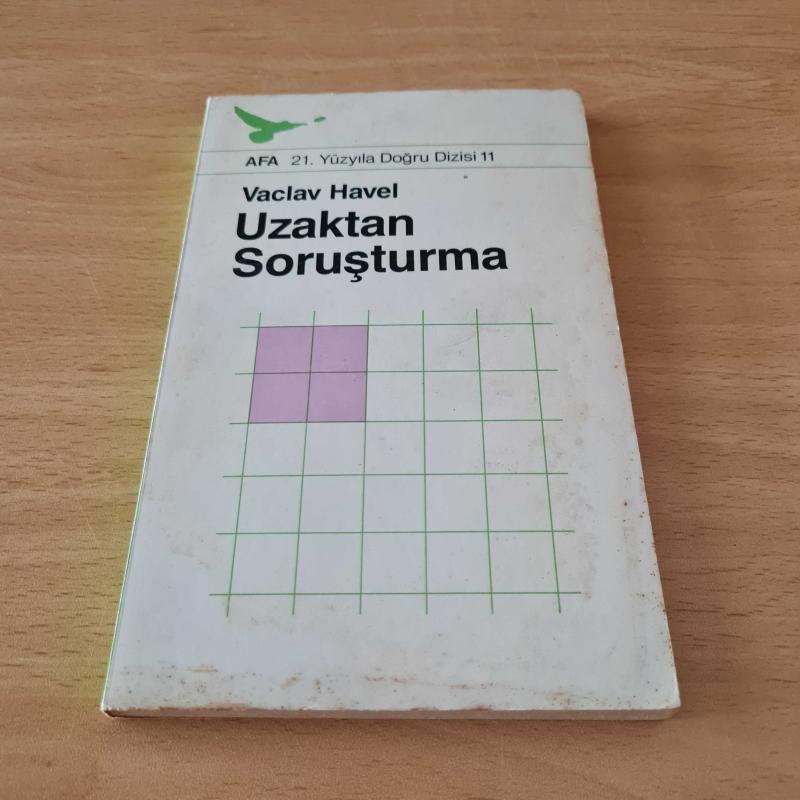 AFA 21. Yüzyıla Doğru Dizisi 11
Vaclav Havel
Uzaktan
Soruşturma